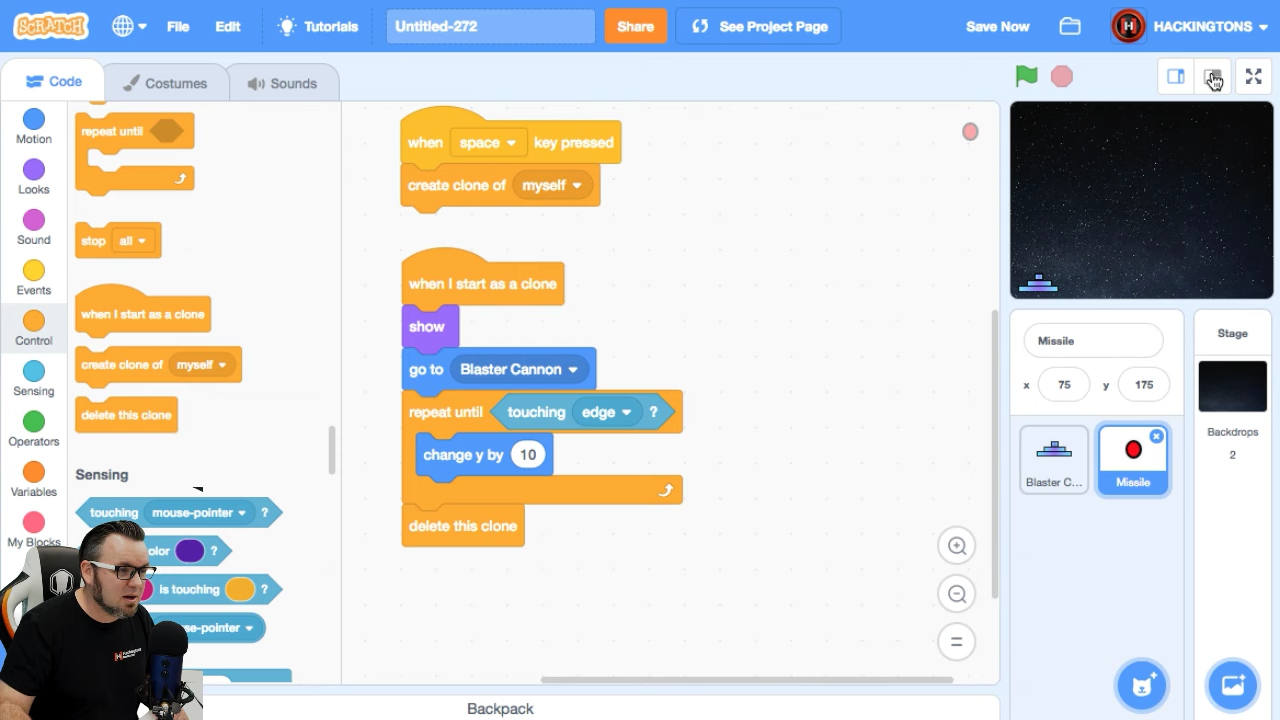 SCRATCH
File
Edit
Tutorials
Untitled-272
Share
See Project Page
Save Now
HACKINGTONS
Code
Costumes
Sounds
Motion
Looks
Sound
Events
Control
Sensing
Operators
Variables
My Blocks
repeat until
stop all
when I start as a clone
create clone of myself
delete this clone
Sensing
touching mouse-pointer ?
color ?
is touching ?
se-pointer
when space key pressed
create clone of myself
when I start as a clone
show
go to Blaster Cannon
repeat until touching edge ?
change y by 10
delete this clone
Missile
x 75 y 175
Blaster C...
Missile
Stage
Backdrops
2
Backpack